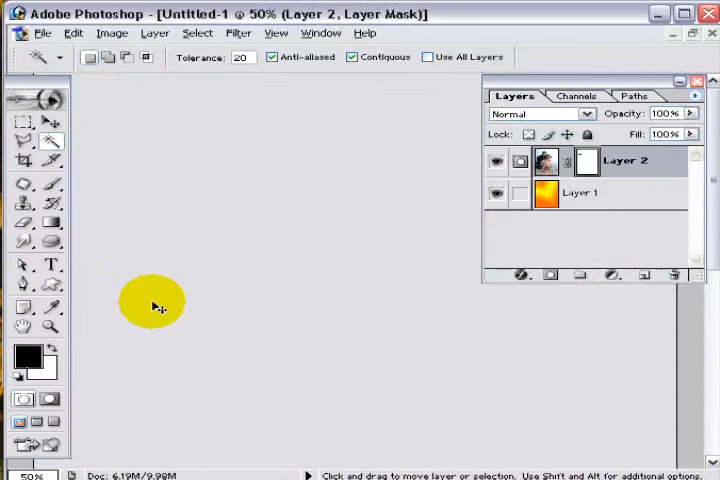 Adobe Photoshop - [Untitled-1 @ 50% (Layer 2, Layer Mask)]
File Edit Image Layer Select Filter View Window Help
Tolerance: 20 Anti-aliased Contiguous Use All Layers
Layers Channels Paths
Normal Opacity: 100%
Lock: Fill: 100%
Layer 2
Layer 1
T
50% Doc: 6.19M/9.98M Click and drag to move layer or selection. Use Shift and Alt for additional options.